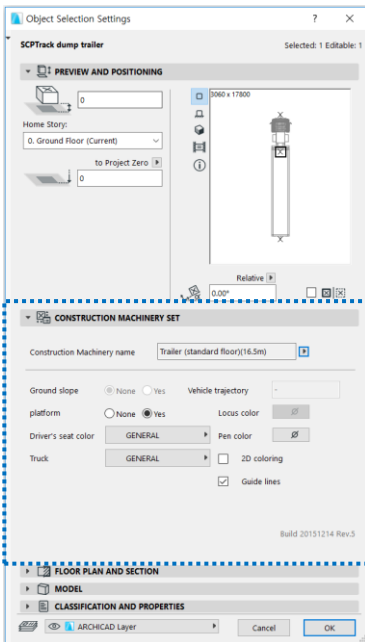 Object Selection Settings ? ×
SCPTrack dump trailer Selected: 1 Editable: 1
PREVIEW AND POSITIONING
0
3060 x 17800
Home Story:
0. Ground Floor (Current)
to Project Zero
0
Relative
0.00°
CONSTRUCTION MACHINERY SET
Construction Machinery name Trailer (standard floor)(16.5m)
Ground slope None Yes Vehicle trajectory -
platform None Yes Locus color
Driver's seat color GENERAL Pen color
Truck GENERAL 2D coloring
Guide lines
Build 20151214 Rev.5
FLOOR PLAN AND SECTION
MODEL
CLASSIFICATION AND PROPERTIES
ARCHICAD Layer Cancel OK